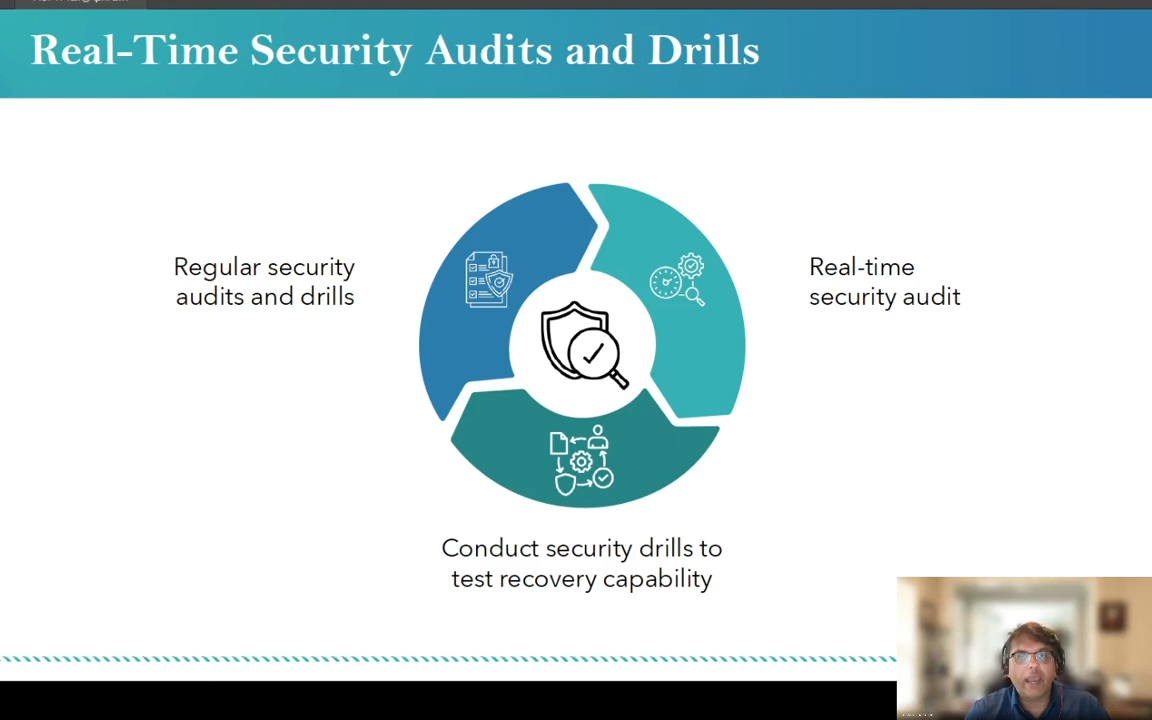 Real-Time Security Audits and Drills
Regular security
audits and drills
Real-time
security audit
Conduct security drills to
test recovery capability